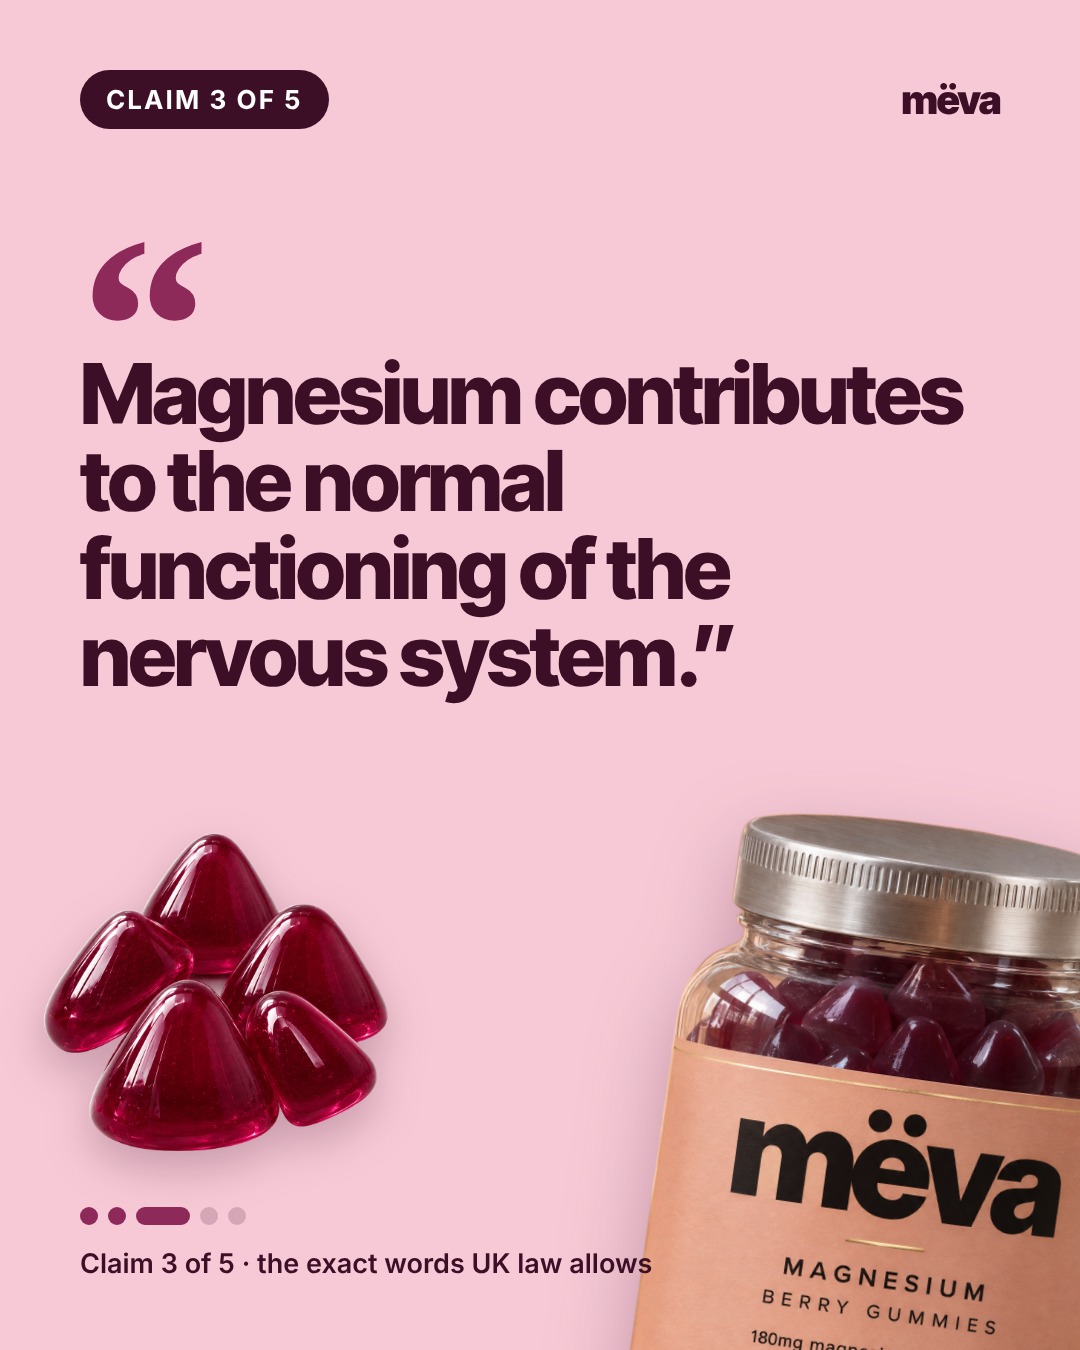 CLAIM 3 OF 5
mëva
“Magnesium contributes
to the normal
functioning of the
nervous system.”
mëva
MAGNESIUM
BERRY GUMMIES
180mg
Claim 3 of 5 · the exact words UK law allows